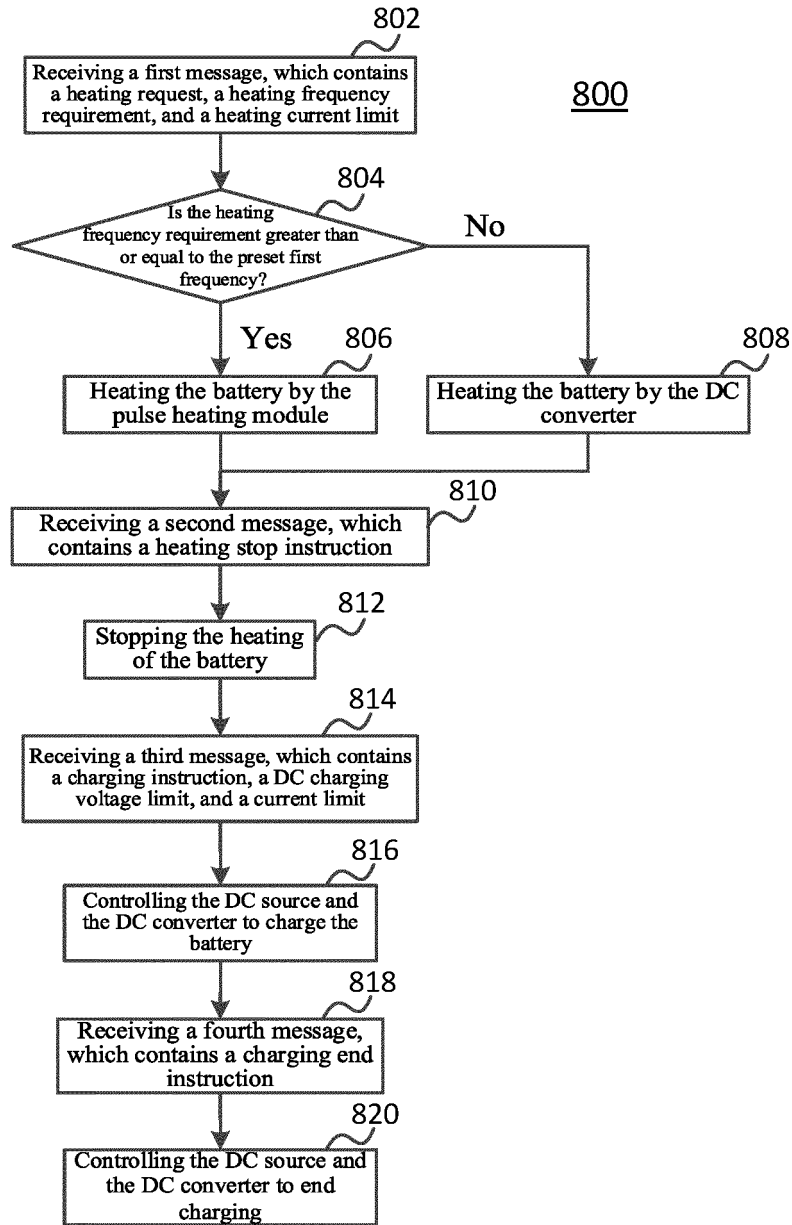 802
Receiving a first message, which contains
a heating request, a heating frequency
requirement, and a heating current limit
800
804
Is the heating
frequency requirement greater than
or equal to the preset first
frequency?
No
Yes
806
808
Heating the battery by the
pulse heating module
Heating the battery by the DC
converter
810
Receiving a second message, which
contains a heating stop instruction
812
Stopping the heating
of the battery
814
Receiving a third message, which contains
a charging instruction, a DC charging
voltage limit, and a current limit
816
Controlling the DC source and
the DC converter to charge the
battery
818
Receiving a fourth message,
which contains a charging end
instruction
820
Controlling the DC source and
the DC converter to end
charging